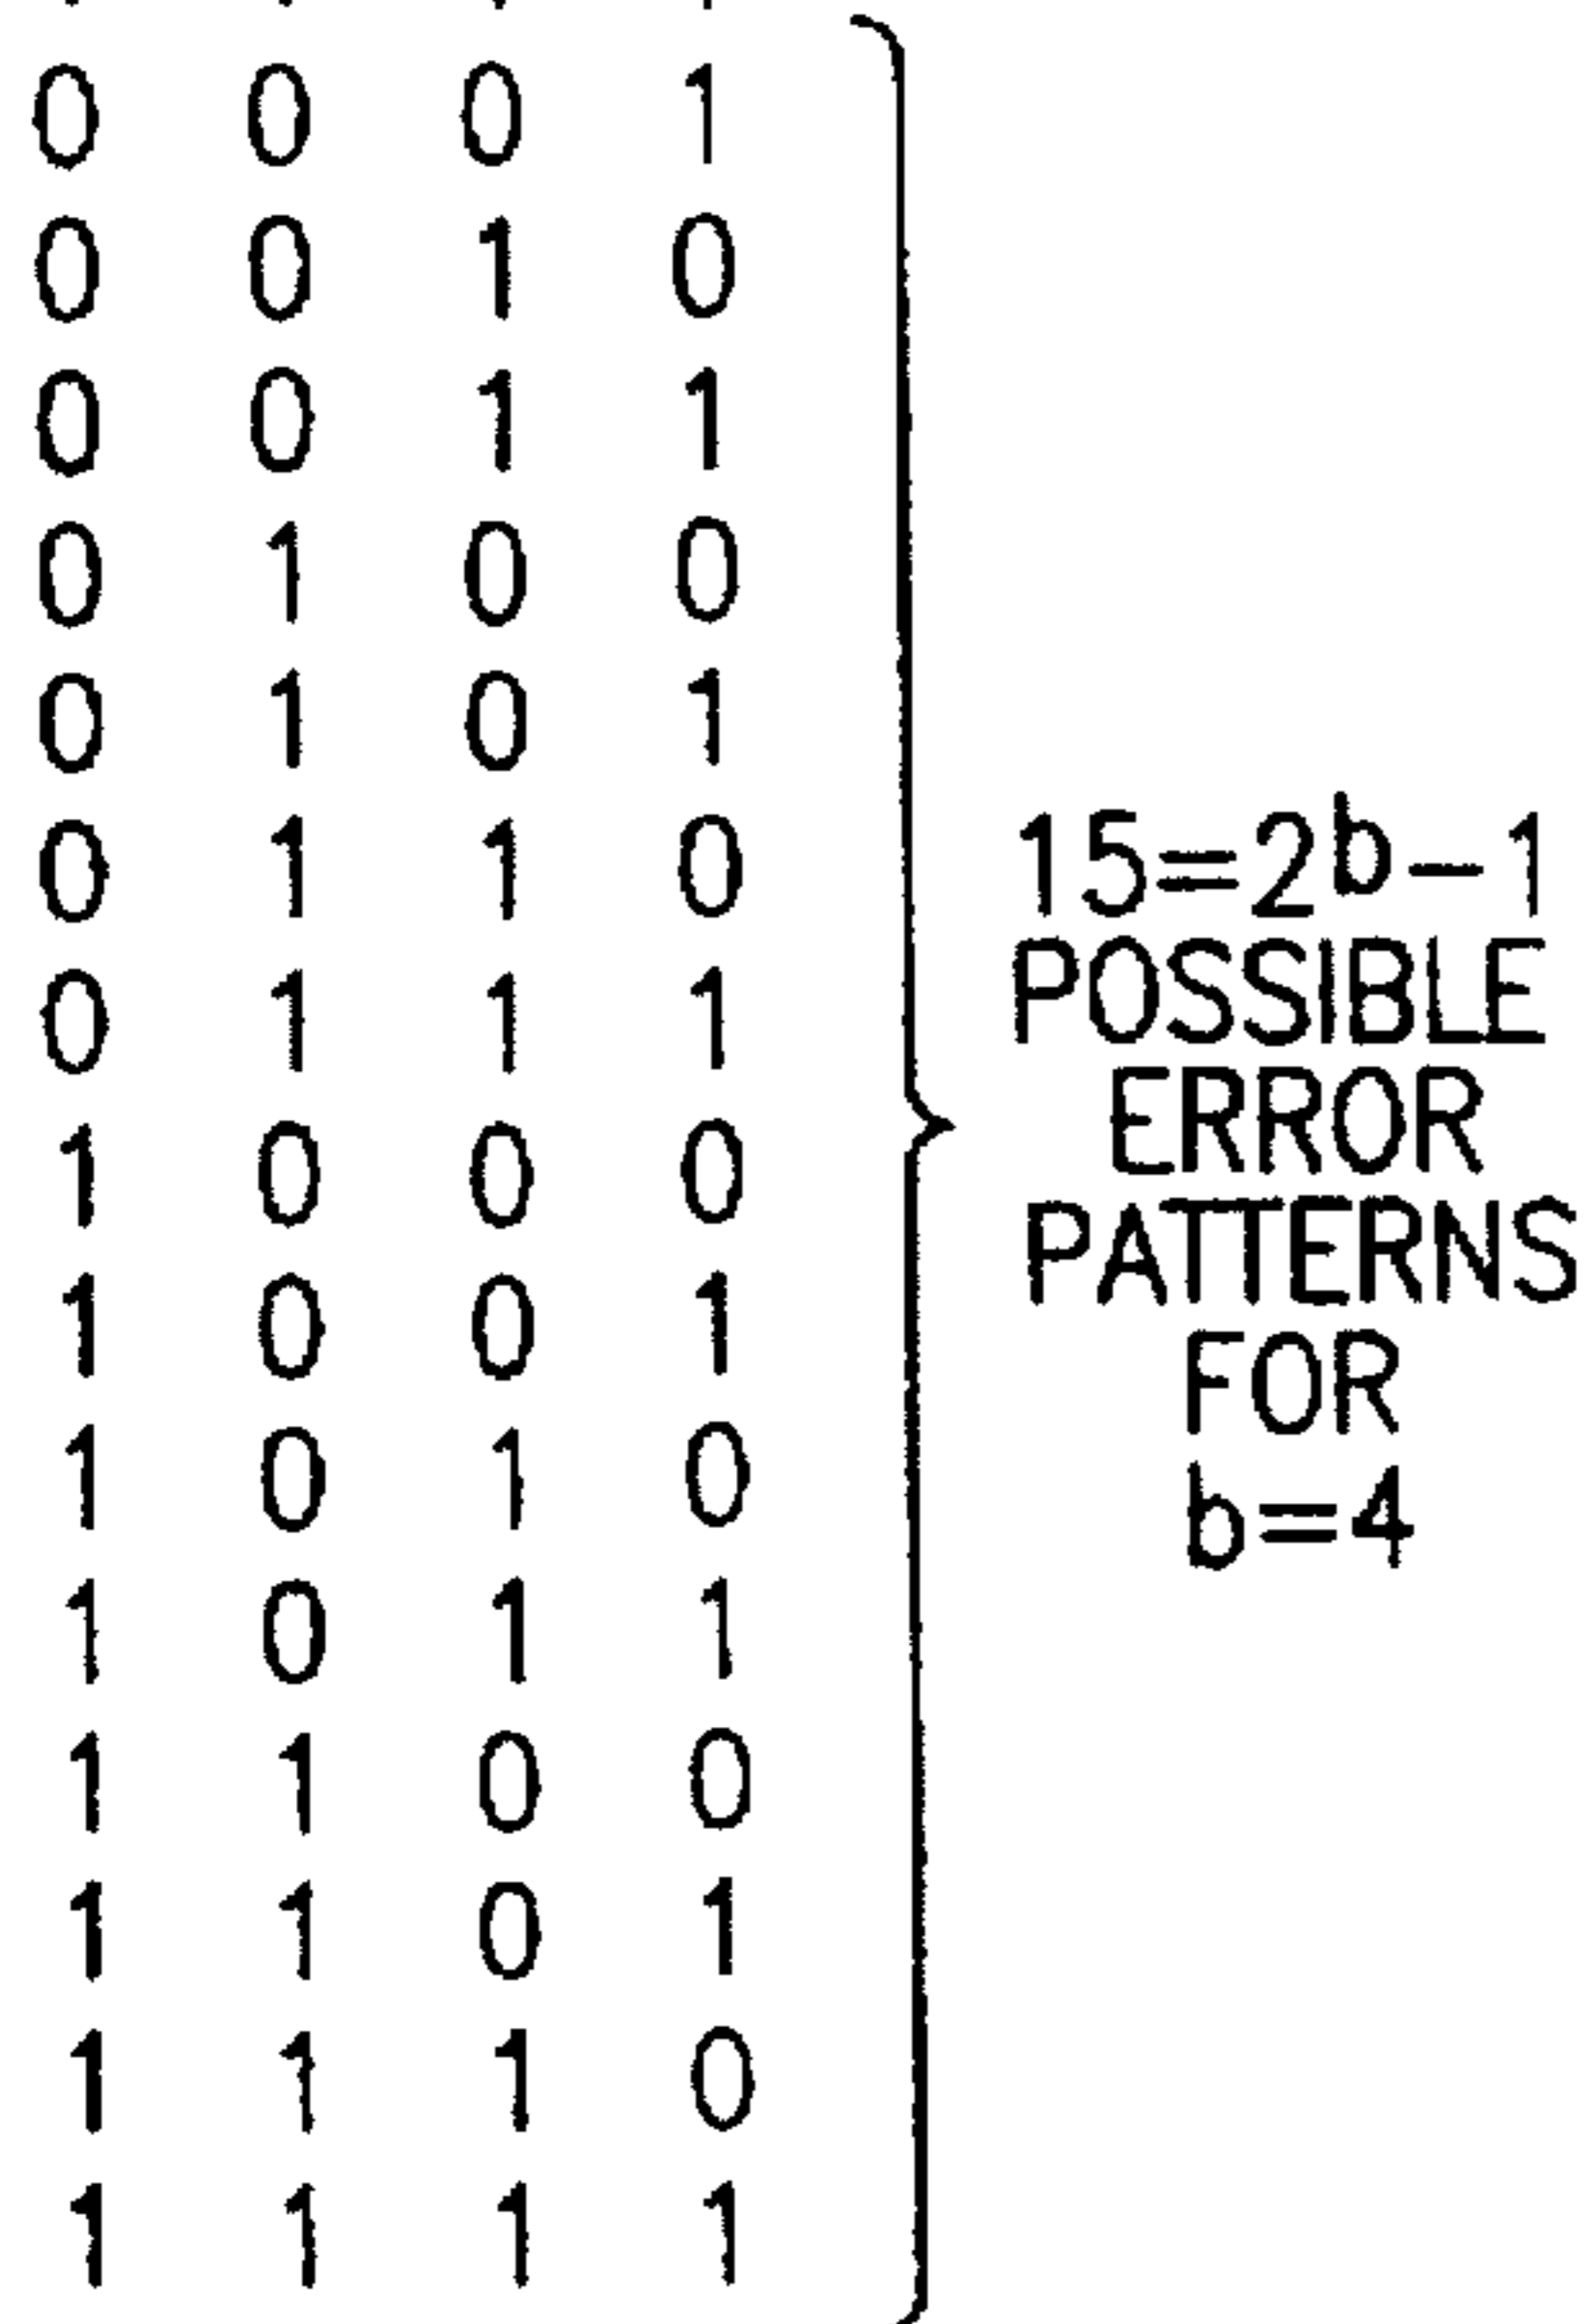 0 0 0 1
0 0 1 0
0 0 1 1
0 1 0 0
0 1 0 1
0 1 1 0
0 1 1 1
1 0 0 0
1 0 0 1
1 0 1 0
1 0 1 1
1 1 0 0
1 1 0 1
1 1 1 0
1 1 1 1
15=2ᵇ−1
POSSIBLE
ERROR
PATTERNS
FOR
b=4